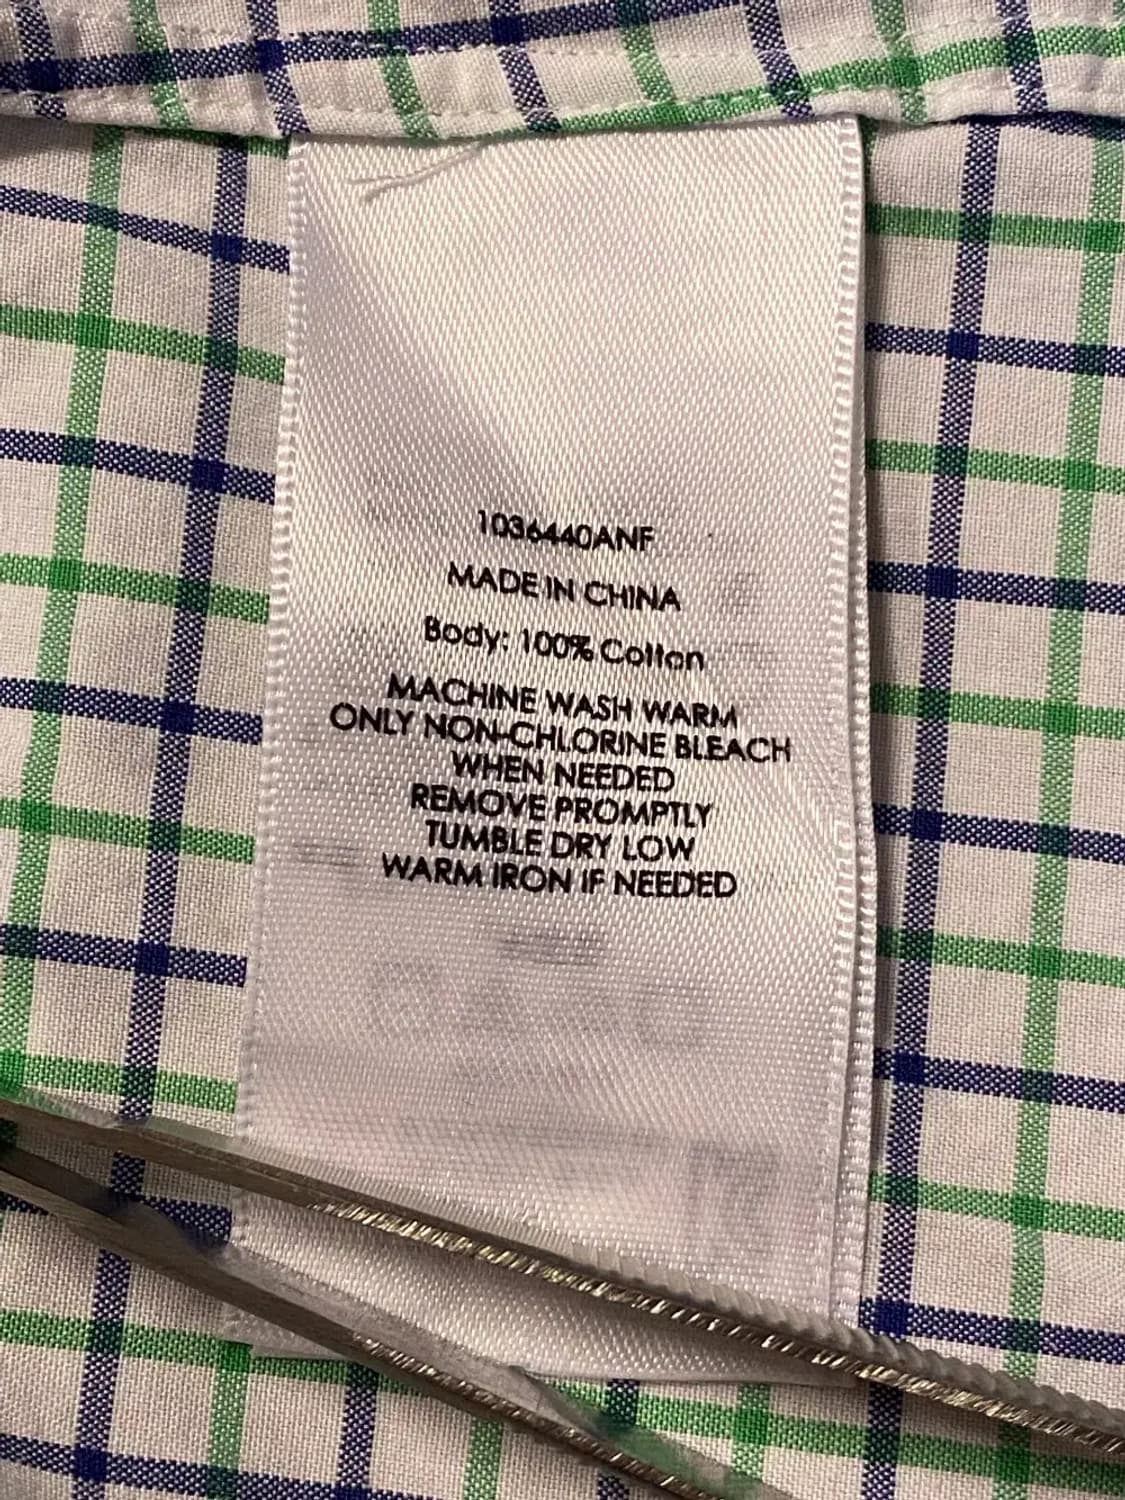 1036440ANF
MADE IN CHINA
Body: 100% Cotton
MACHINE WASH WARM
ONLY NON-CHLORINE BLEACH
WHEN NEEDED
REMOVE PROMPTLY
TUMBLE DRY LOW
WARM IRON IF NEEDED